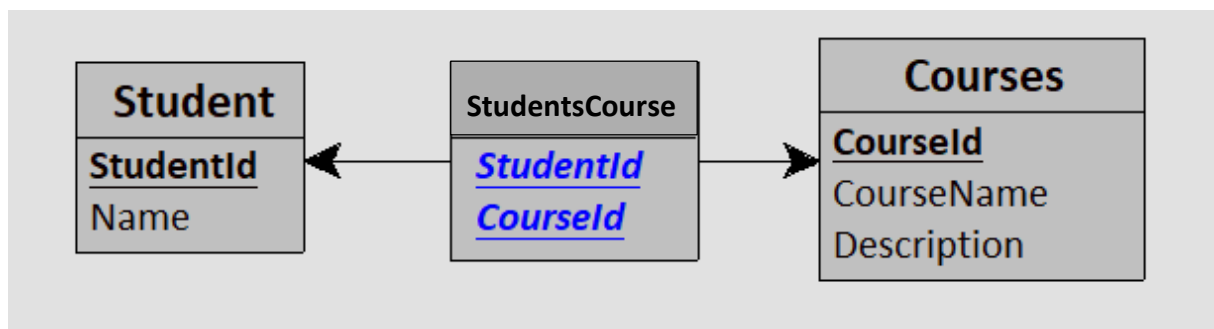 Student
StudentId
Name
StudentsCourse
StudentId
CourseId
Courses
CourseId
CourseName
Description